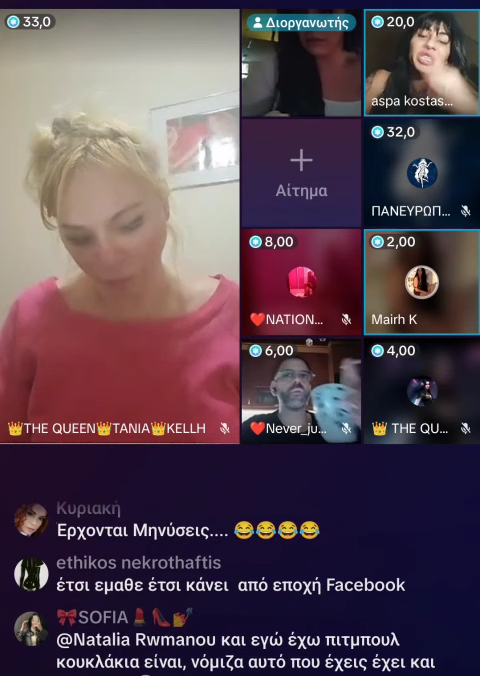 33,0
Διοργανωτής
20,0
aspa kostas...
Αίτημα
32,0
ΠΑΝΕΥΡΩΠ...
8,00
❤️NATION...
2,00
Mairh K
6,00
❤️Never_ju...
4,00
👑 THE QU...
👑THE QUEEN👑TANIA👑KELLH
Κυριακή
Ερχονται Μηνύσεις.... 😂😂😂😂
ethikos nekrothaftis
έτσι εμαθε έτσι κάνει από εποχή Facebook
🎀SOFIA💄👠💅
@Natalia Rwmanou και εγώ έχω πιτμπουλ
κουκλάκια είναι, νόμιζα αυτό που έχεις έχει και